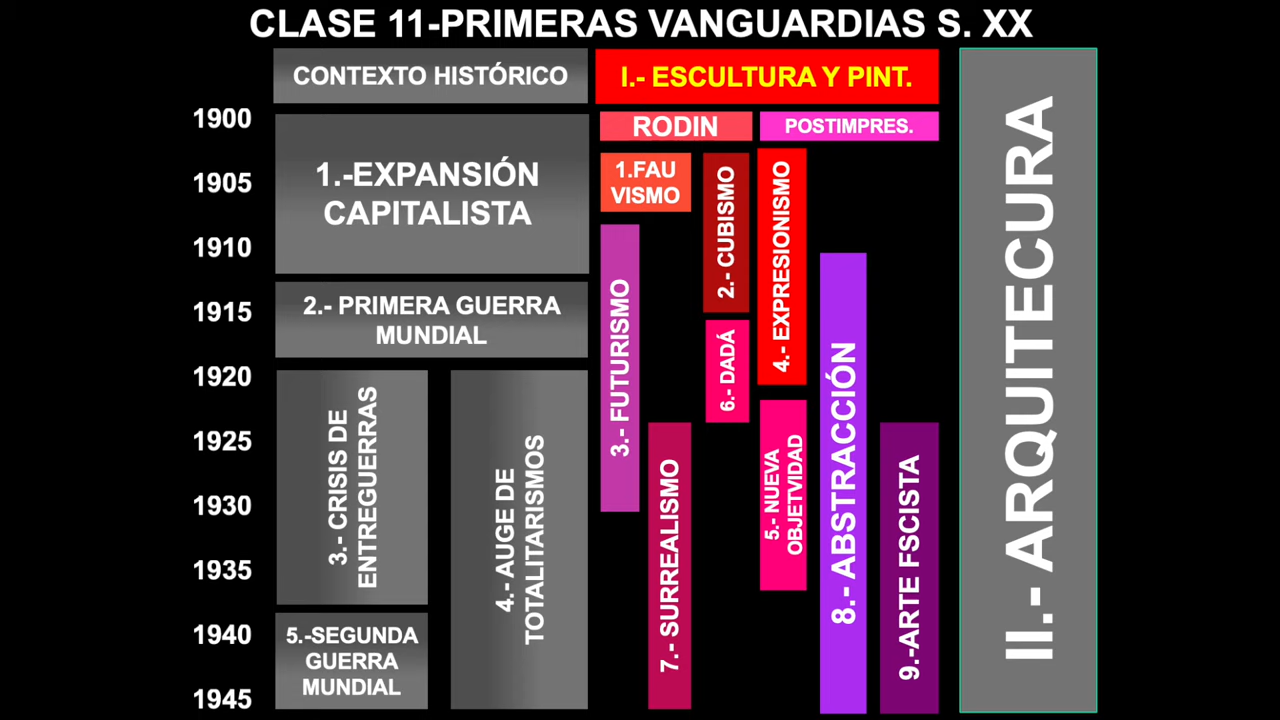 CLASE 11-PRIMERAS VANGUARDIAS S. XX
CONTEXTO HISTÓRICO
I.- ESCULTURA Y PINT.
1900
1905
1910
1915
1920
1925
1930
1935
1940
1945
1.-EXPANSIÓN
CAPITALISTA
2.- PRIMERA GUERRA
MUNDIAL
3.- CRISIS DE
ENTREGUERRAS
4.- AUGE DE
TOTALITARISMOS
5.-SEGUNDA
GUERRA
MUNDIAL
RODIN
POSTIMPRES.
1.FAU
VISMO
2.- CUBISMO
3.- FUTURISMO
4.- EXPRESIONISMO
5.- NUEVA
OBJETVIDAD
6.- DADÁ
7.- SURREALISMO
8.- ABSTRACCIÓN
9.-ARTE FSCISTA
II.- ARQUITECURA